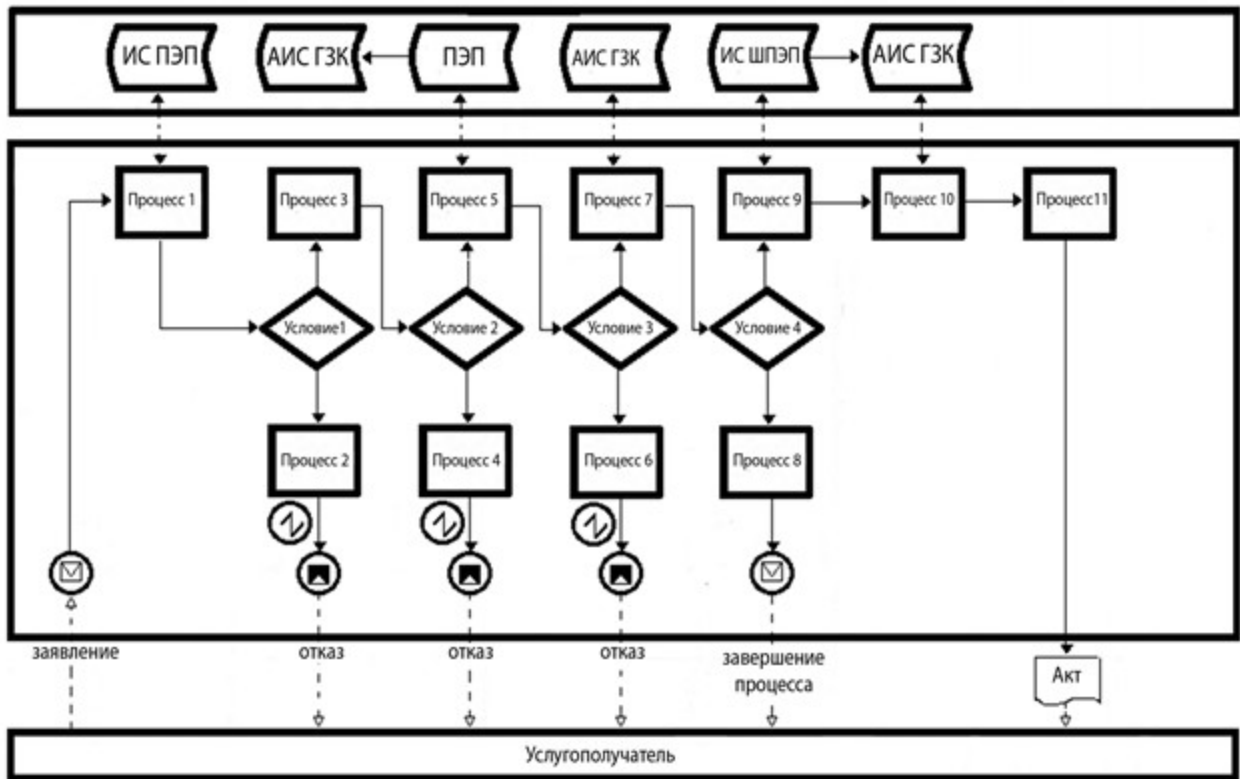 ИС ПЭП
АИС ГЗК
ПЭП
АИС ГЗК
ИС ШПЭП
АИС ГЗК
Процесс 1
Процесс 3
Процесс 5
Процесс 7
Процесс 9
Процесс 10
Процесс11
Условие1
Условие 2
Условие 3
Условие 4
Процесс 2
Процесс 4
Процесс 6
Процесс 8
заявление
отказ
отказ
отказ
завершение
процесса
Акт
Услугополучатель